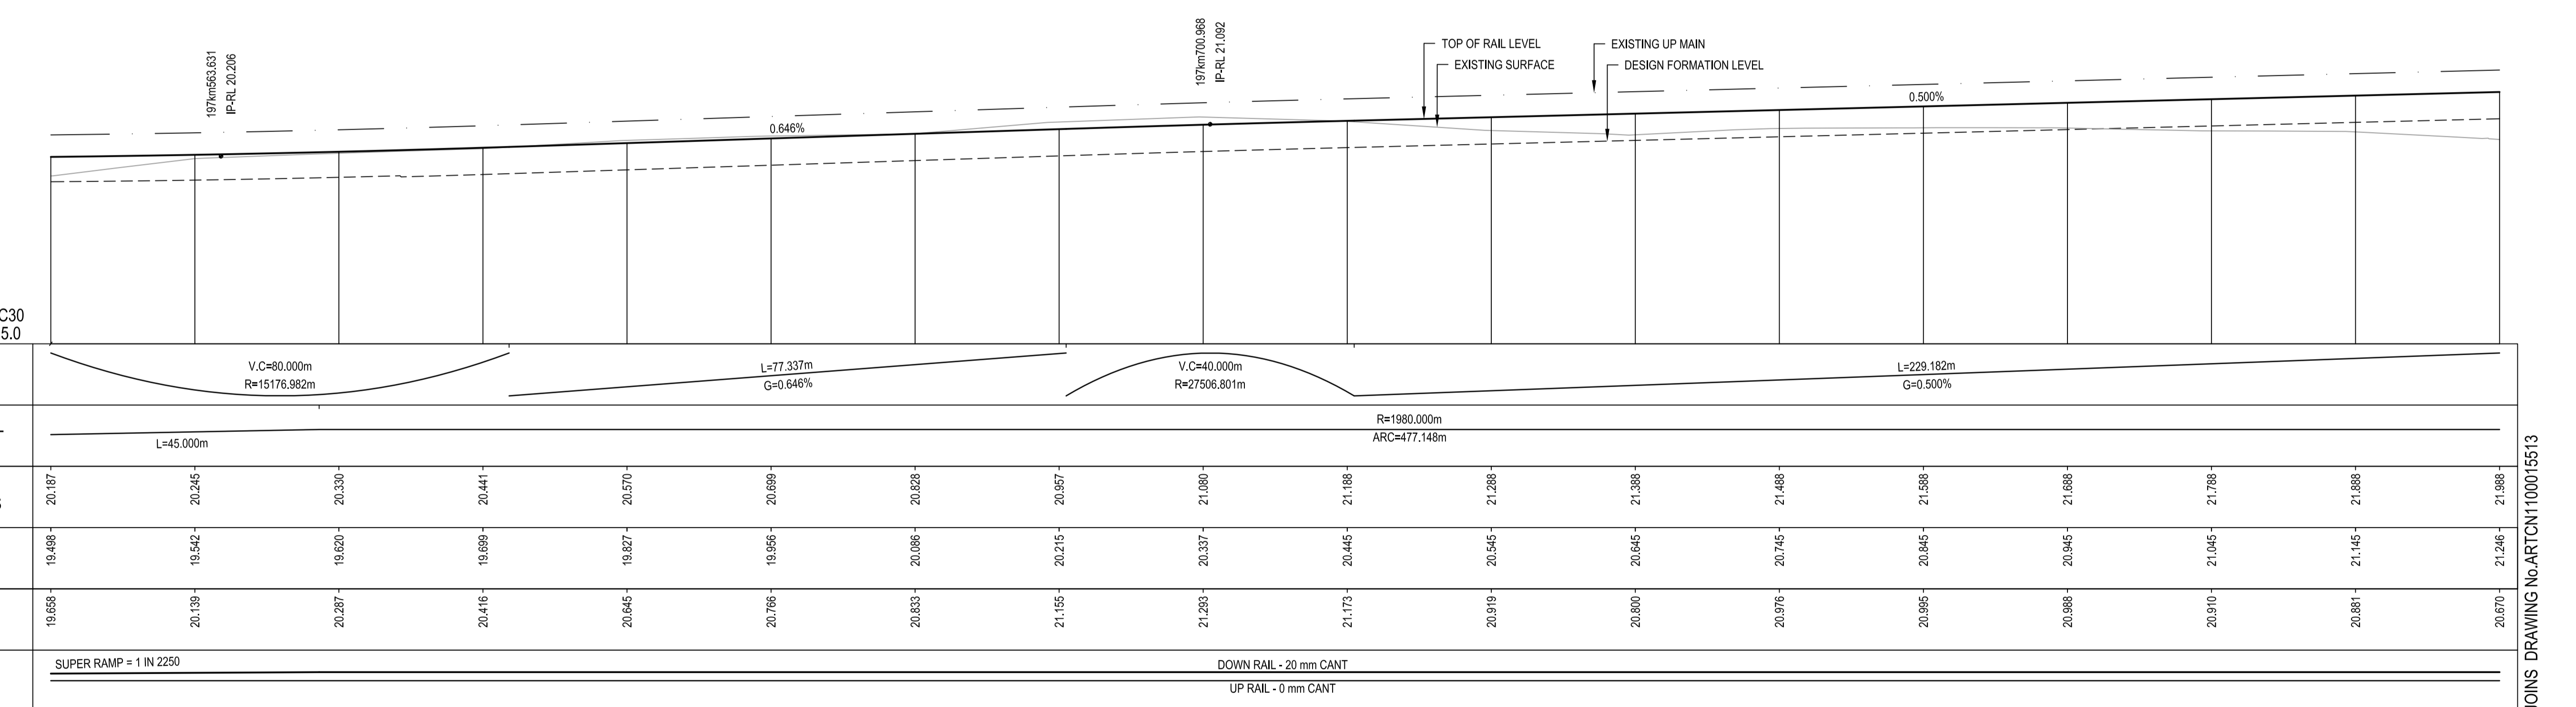 197km563.631
IP-RL 20.206
197km700.968
IP-RL 21.092
TOP OF RAIL LEVEL
EXISTING SURFACE
EXISTING UP MAIN
DESIGN FORMATION LEVEL
0.646%
0.500%
C30
5.0
V.C=80.000m
R=15176.982m
L=77.337m
G=0.646%
V.C=40.000m
R=27506.801m
L=229.182m
G=0.500%
L=45.000m
R=1980.000m
ARC=477.148m
20.187 20.245 20.330 20.441 20.570 20.699 20.828 20.957 21.080 21.188 21.288 21.388 21.488 21.588 21.688 21.788 21.888 21.988
19.498 19.542 19.620 19.699 19.827 19.956 20.086 20.215 20.337 20.445 20.545 20.645 20.745 20.845 20.945 21.045 21.145 21.246
19.658 20.139 20.287 20.416 20.645 20.766 20.833 21.155 21.293 21.173 20.919 20.800 20.976 20.995 20.988 20.910 20.881 20.670
SUPER RAMP = 1 IN 2250
DOWN RAIL - 20 mm CANT
UP RAIL - 0 mm CANT
OINS DRAWING No.ARTCN1100015513